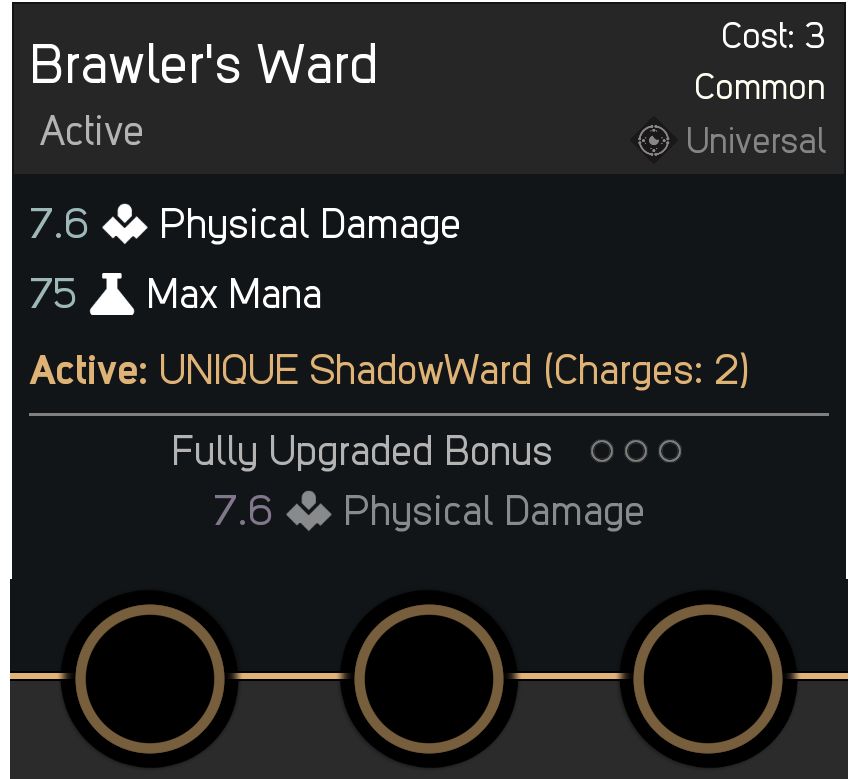 Brawler's Ward
Cost: 3
Common
Active
Universal
7.6 Physical Damage
75 Max Mana
Active: UNIQUE ShadowWard (Charges: 2)
Fully Upgraded Bonus
7.6 Physical Damage